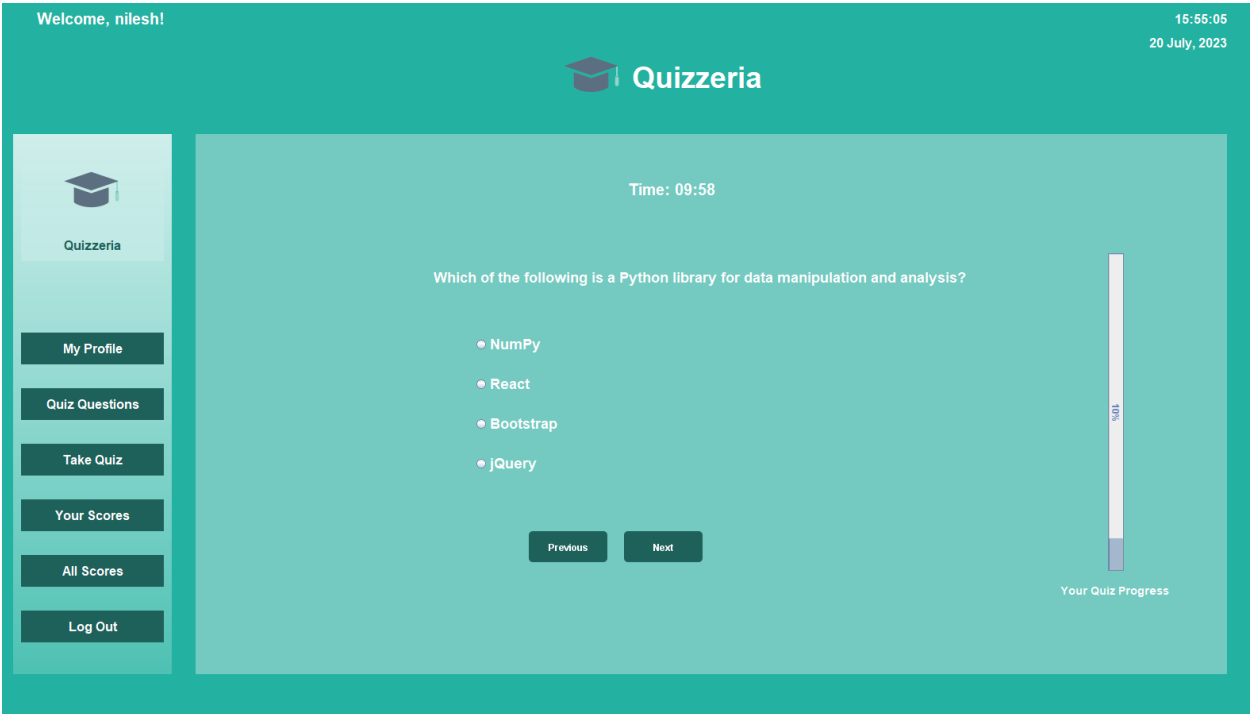 Welcome, nilesh!
15:55:05
20 July, 2023
Quizzeria
Quizzeria
My Profile
Quiz Questions
Take Quiz
Your Scores
All Scores
Log Out
Time: 09:58
Which of the following is a Python library for data manipulation and analysis?
NumPy
React
Bootstrap
jQuery
Previous
Next
10%
Your Quiz Progress